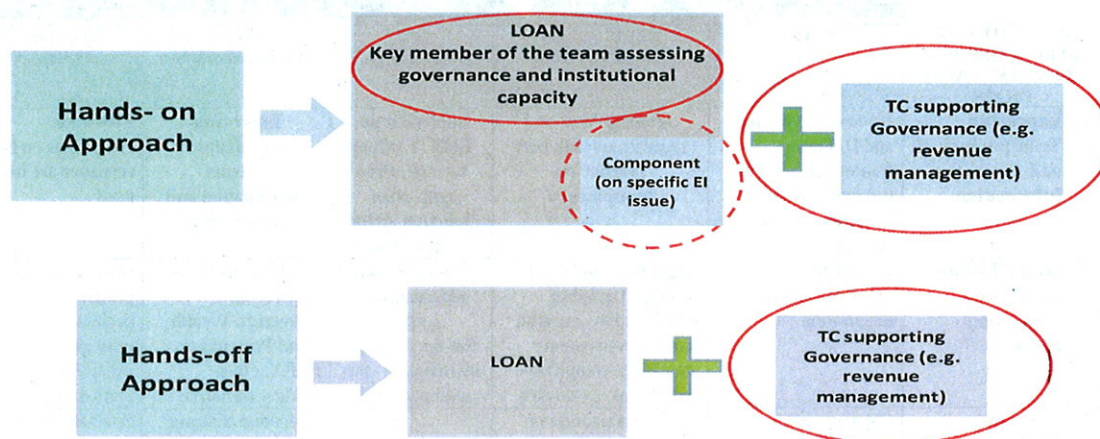 LOAN
Key member of the team assessing
governance and institutional
capacity
Hands- on
Approach
Component
(on specific EI
issue)
TC supporting
Governance (e.g.
revenue
management)
Hands-off
Approach
LOAN
TC supporting
Governance (e.g.
revenue
management)